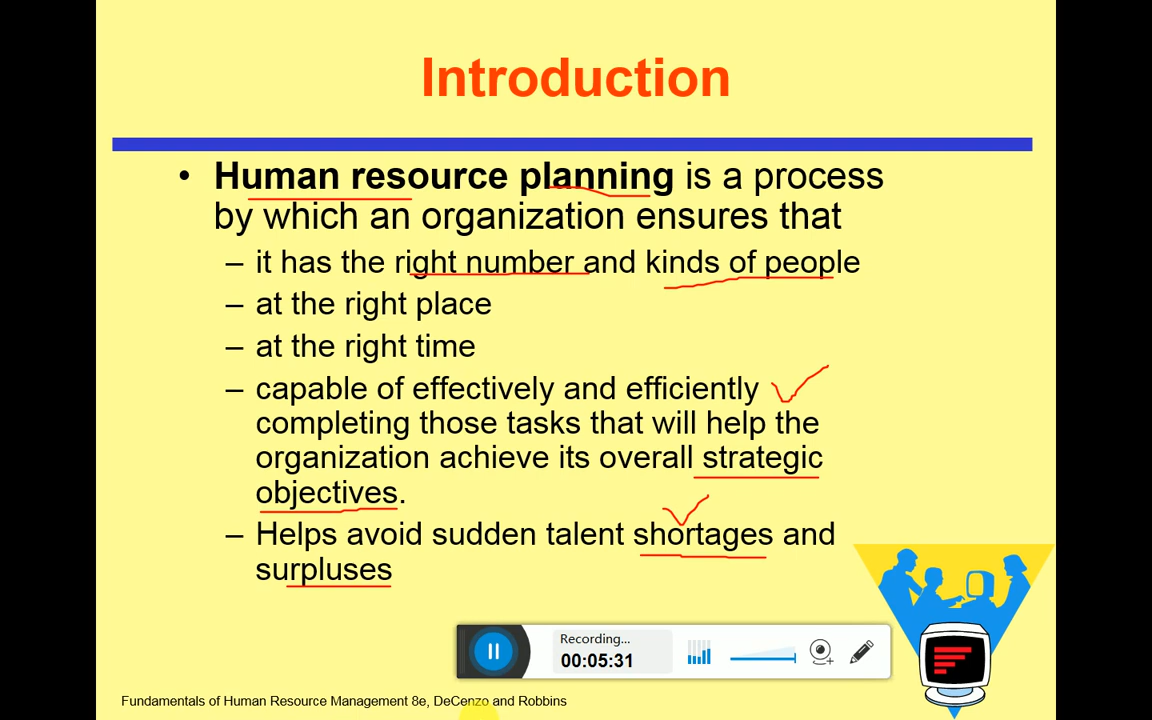 Introduction
• Human resource planning is a process
by which an organization ensures that
– it has the right number and kinds of people
– at the right place
– at the right time
– capable of effectively and efficiently
completing those tasks that will help the
organization achieve its overall strategic
objectives.
– Helps avoid sudden talent shortages and
surpluses
Recording...
00:05:31
Fundamentals of Human Resource Management 8e, DeCenzo and Robbins